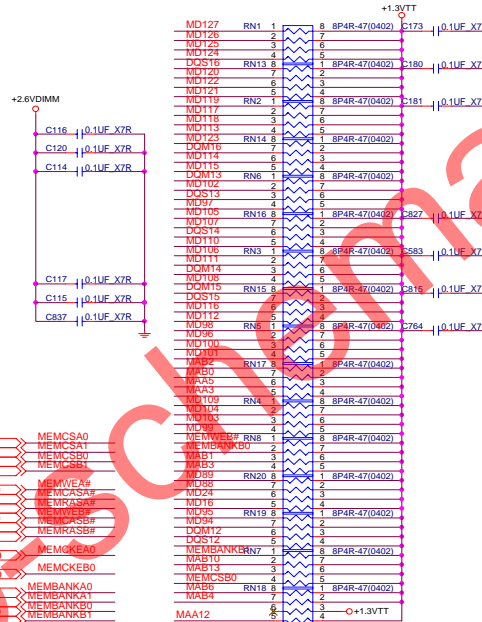 +1.3VTT
MD127 RN1 1 8 8P4R-47(0402) C173 0.1UF_X7
MD126 2 7
MD125 3 6
MD124 4 5
DQS16 RN13 8 1 8P4R-47(0402) C180 0.1UF_X7
MD120 7 2
MD122 6 3
MD121 5 4
MD119 RN2 1 8 8P4R-47(0402) C181 0.1UF_X7
MD117 2 7
MD118 3 6
MD113 4 5
MD123 RN14 8 1 8P4R-47(0402)
DQM16 7 2
MD114 6 3
MD115 5 4
DQM13 RN6 1 8 8P4R-47(0402)
MD102 2 7
DQS13 3 6
MD97 4 5
MD105 RN16 8 1 8P4R-47(0402) C827 0.1UF_X7
MD107 7 2
DQS14 6 3
MD110 5 4
MD106 RN3 1 8 8P4R-47(0402) C583 0.1UF_X7
MD111 2 7
DQM14 3 6
MD108 4 5
DQM15 RN15 8 1 8P4R-47(0402) C815 0.1UF_X7
DQS15 7 2
MD116 6 3
MD112 5 4
MD98 RN5 1 8 8P4R-47(0402) C764 0.1UF_X7
MD96 2 7
MD100 3 6
MD101 4 5
MAB2 RN17 8 1 8P4R-47(0402)
MAB0 7 2
MAA5 6 3
MAA3 5 4
MD109 RN4 1 8 8P4R-47(0402)
MD104 2 7
MD103 3 6
MD99 4 5
MEMWEB# RN8 1 8 8P4R-47(0402)
MEMBANKB0 2 7
MAB1 3 6
MAB3 4 5
MD89 RN20 8 1 8P4R-47(0402)
MD88 7 2
MD24 6 3
MD16 5 4
MD95 RN19 8 1 8P4R-47(0402)
MD94 7 2
DQM12 6 3
DQS12 5 4
MEMBANKB1 RN7 1 8 8P4R-47(0402)
MAB10 2 7
MAB13 3 6
MEMCSB0 4 5
MAB6 RN18 8 1 8P4R-47(0402)
MAB4 7 2
3 +1.3VTT
MAA12 5 4
+2.6VDIMM
C116 0.1UF_X7R
C120 0.1UF_X7R
C114 0.1UF_X7R
C117 0.1UF_X7R
C115 0.1UF_X7R
C837 0.1UF_X7R
MEMCSA0
MEMCSA1
MEMCSB0
MEMCSB1
MEMWEA#
MEMCASA#
MEMRASA#
MEMWEB#
MEMCASB#
MEMRASB#
MEMCKEA0
MEMCKEB0
MEMBANKA0
MEMBANKA1
MEMBANKB0
MEMBANKB1
-schema